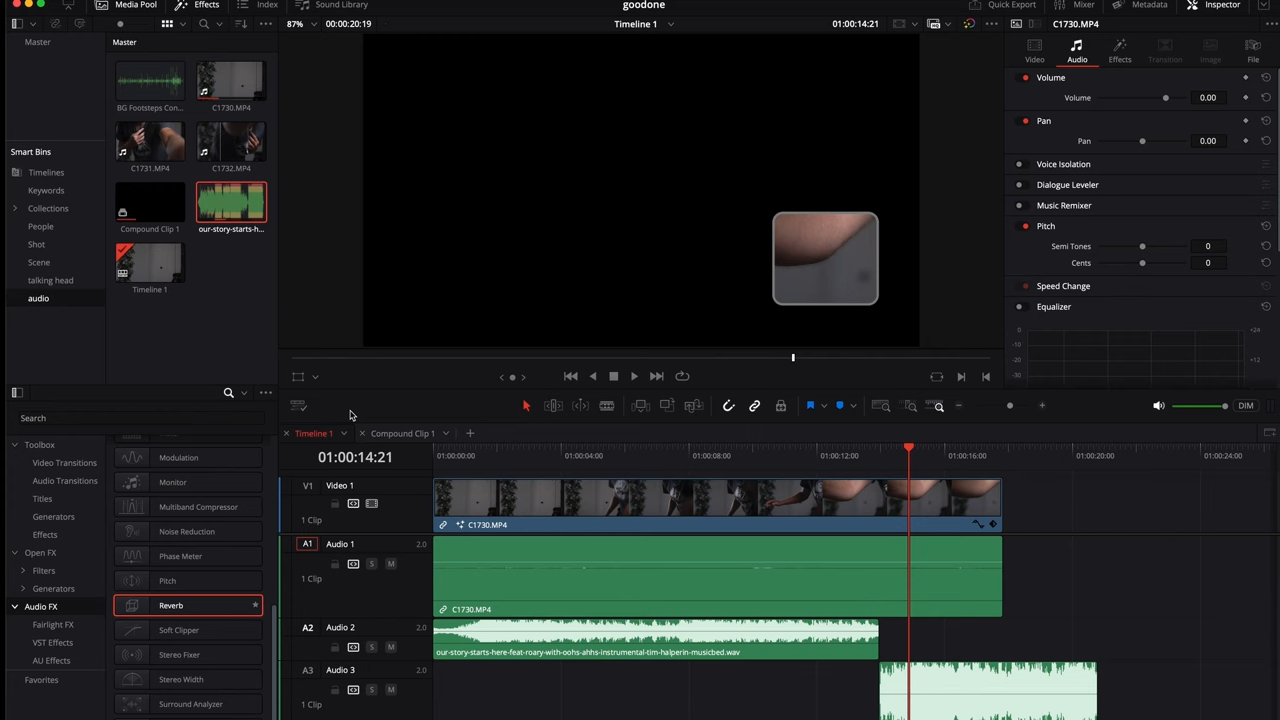 Media Pool
Effects
Index
Sound Library
goodone
Quick Export
Mixer
Metadata
Inspector
87%
00:00:20:19
Timeline 1
01:00:14:21
C1730.MP4
Master
Master
Video
Audio
Effects
Transition
Image
File
BG Footsteps Con...
C1730.MP4
C1731.MP4
C1732.MP4
Compound Clip 1
our-story-starts-h...
Timeline 1
Smart Bins
Timelines
Keywords
Collections
People
Shot
Scene
talking head
audio
Volume
Volume
0.00
Pan
Pan
0.00
Voice Isolation
Dialogue Leveler
Music Remixer
Pitch
Semi Tones
0
Cents
0
Speed Change
Equalizer
0
+24
-10
-20
+12
-30
DIM
Search
Toolbox
Video Transitions
Audio Transitions
Titles
Generators
Effects
Open FX
Filters
Generators
Audio FX
Fairlight FX
VST Effects
AU Effects
Favorites
Modulation
Monitor
Multiband Compressor
Noise Reduction
Phase Meter
Pitch
Reverb
Soft Clipper
Stereo Fixer
Stereo Width
Surround Analyzer
Timeline 1
Compound Clip 1
01:00:14:21
01:00:00:00
01:00:04:00
01:00:08:00
01:00:12:00
01:00:16:00
01:00:20:00
01:00:24:00
V1
Video 1
1 Clip
C1730.MP4
A1
Audio 1
2.0
S
M
1 Clip
C1730.MP4
A2
Audio 2
2.0
S
M
our-story-starts-here-feat-roary-with-oohs-ahhs-instrumental-tim-halperin-musicbed.wav
A3
Audio 3
2.0
S
M